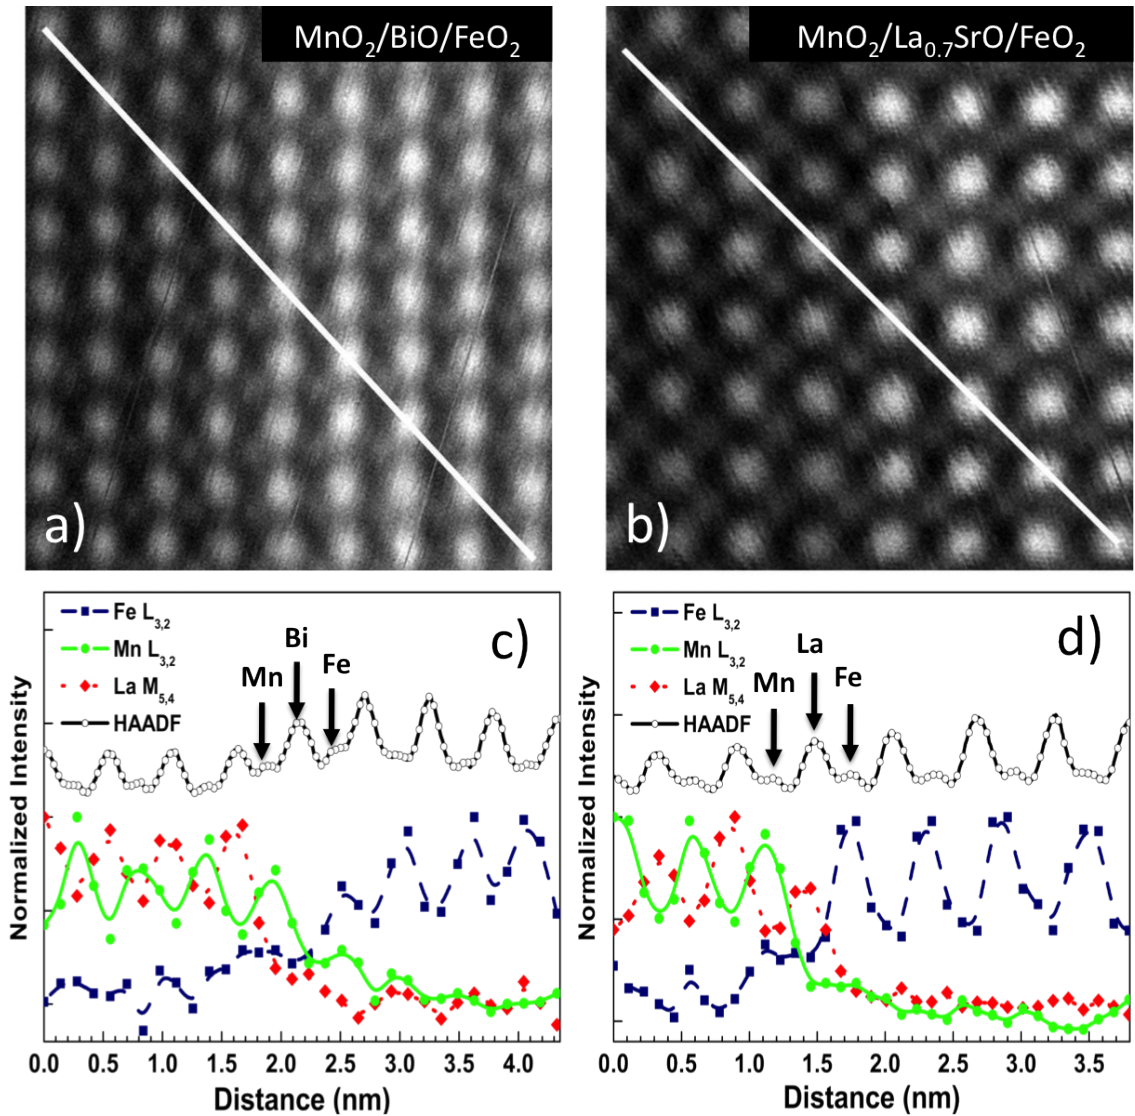 MnO₂/BiO/FeO₂
a)
MnO₂/La₀.₇SrO/FeO₂
b)
Fe L₃,₂
Mn L₃,₂
La M₅,₄
HAADF
c)
Mn
Bi
Fe
Normalized Intensity
0.0 0.5 1.0 1.5 2.0 2.5 3.0 3.5 4.0
Distance (nm)
Fe L₃,₂
Mn L₃,₂
La M₅,₄
HAADF
d)
Mn
La
Fe
Normalized Intensity
0.0 0.5 1.0 1.5 2.0 2.5 3.0 3.5
Distance (nm)